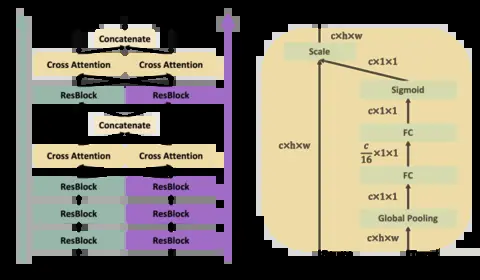 Concatenate
Cross Attention Cross Attention
ResBlock ResBlock
Concatenate
Cross Attention Cross Attention
ResBlock ResBlock
ResBlock ResBlock
ResBlock ResBlock
c×h×w
Scale
c×1×1
Sigmoid
c×1×1
FC
c×h×w
c/16×1×1
FC
c×1×1
Global Pooling
c×h×w